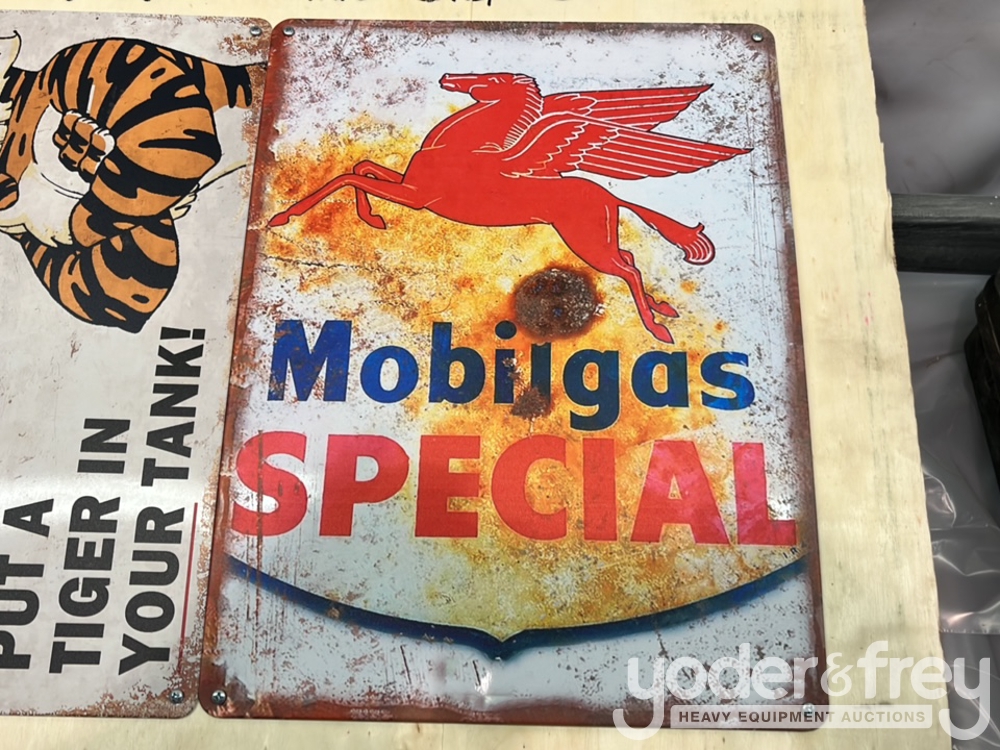 PUT A
TIGER IN
YOUR TANK!
Mobilgas
SPECIAL
yoder&frey
HEAVY EQUIPMENT AUCTIONS